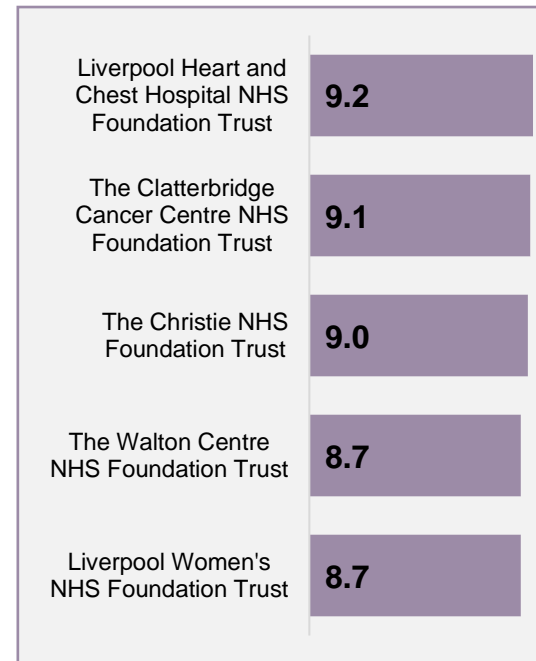 Liverpool Heart and
Chest Hospital NHS
Foundation Trust
9.2
The Clatterbridge
Cancer Centre NHS
Foundation Trust
9.1
The Christie NHS
Foundation Trust
9.0
The Walton Centre
NHS Foundation Trust
8.7
Liverpool Women's
NHS Foundation Trust
8.7